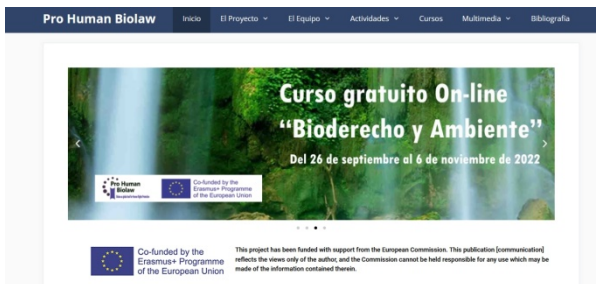 Pro Human Biolaw
Inicio
El Proyecto
El Equipo
Actividades
Cursos
Multimedia
Bibliografía
Curso gratuito On-line
“Bioderecho y Ambiente”
Del 26 de septiembre al 6 de noviembre de 2022
Pro Human
Biolaw
Co-funded by the
Erasmus+ Programme
of the European Union
Co-funded by the
Erasmus+ Programme
of the European Union
This project has been funded with support from the European Commission. This publication [communication]
reflects the views only of the author, and the Commission cannot be held responsible for any use which may be
made of the information contained therein.